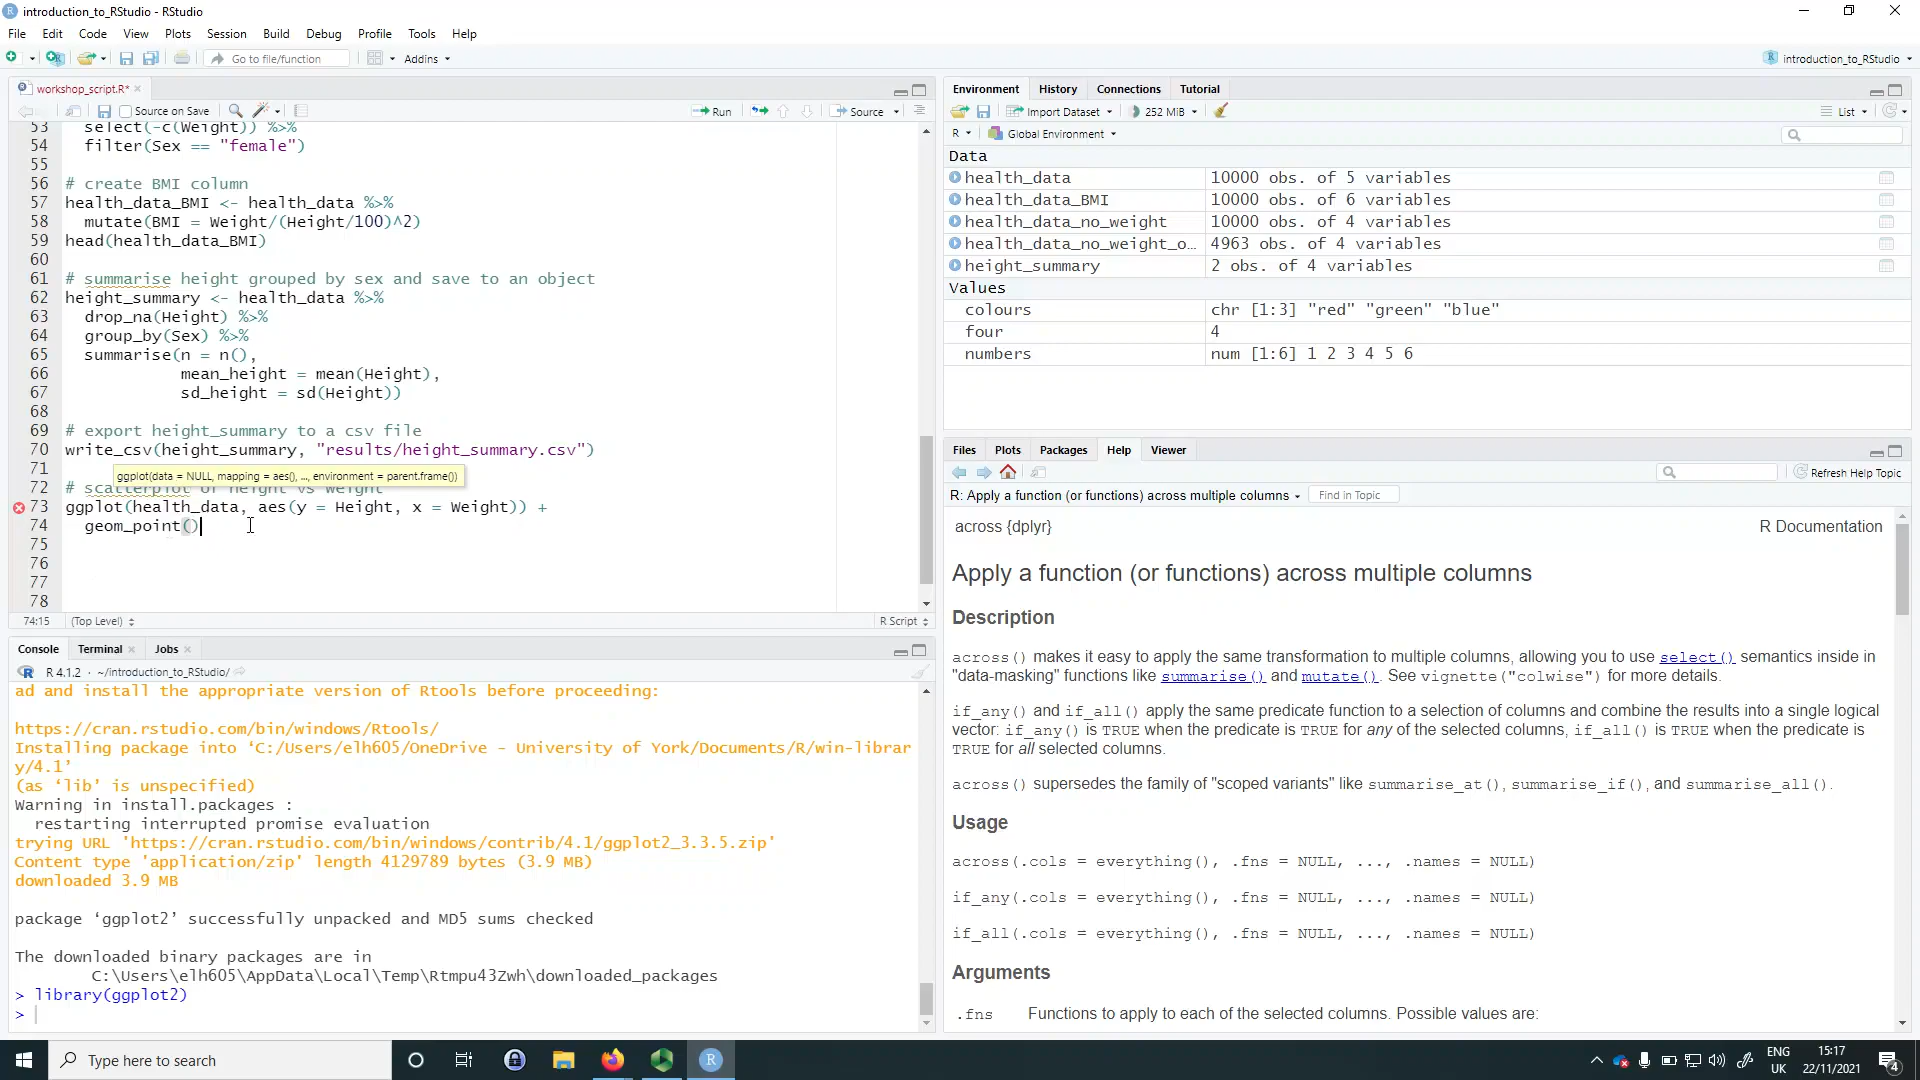 introduction_to_RStudio - RStudio
File Edit Code View Plots Session Build Debug Profile Tools Help
Go to file/function Addins introduction_to_RStudio
workshop_script.R*
Source on Save Run Source
53 select(-c(Weight)) %>%
54 filter(Sex == "female")
55
56 # create BMI column
57 health_data_BMI <- health_data %>%
58 mutate(BMI = Weight/(Height/100)^2)
59 head(health_data_BMI)
60
61 # summarise height grouped by sex and save to an object
62 height_summary <- health_data %>%
63 drop_na(Height) %>%
64 group_by(Sex) %>%
65 summarise(n = n(),
66 mean_height = mean(Height),
67 sd_height = sd(Height))
68
69 # export height_summary to a csv file
70 write_csv(height_summary, "results/height_summary.csv")
71
ggplot(data = NULL, mapping = aes(), ..., environment = parent.frame())
72 # scatterplot of height vs weight
73 ggplot(health_data, aes(y = Height, x = Weight)) +
74 geom_point()
75
76
77
78
74:15 (Top Level) R Script
Console Terminal Jobs
R 4.1.2 · ~/introduction_to_RStudio/
ad and install the appropriate version of Rtools before proceeding:
https://cran.rstudio.com/bin/windows/Rtools/
Installing package into ‘C:/Users/elh605/OneDrive - University of York/Documents/R/win-librar
y/4.1’
(as ‘lib’ is unspecified)
Warning in install.packages :
restarting interrupted promise evaluation
trying URL 'https://cran.rstudio.com/bin/windows/contrib/4.1/ggplot2_3.3.5.zip'
Content type 'application/zip' length 4129789 bytes (3.9 MB)
downloaded 3.9 MB
package ‘ggplot2’ successfully unpacked and MD5 sums checked
The downloaded binary packages are in
C:\Users\elh605\AppData\Local\Temp\Rtmpu43Zwh\downloaded_packages
> library(ggplot2)
>
Environment History Connections Tutorial
Import Dataset 252 MiB List
R Global Environment
Data
health_data 10000 obs. of 5 variables
health_data_BMI 10000 obs. of 6 variables
health_data_no_weight 10000 obs. of 4 variables
health_data_no_weight_o… 4963 obs. of 4 variables
height_summary 2 obs. of 4 variables
Values
colours chr [1:3] "red" "green" "blue"
four 4
numbers num [1:6] 1 2 3 4 5 6
Files Plots Packages Help Viewer
Refresh Help Topic
R: Apply a function (or functions) across multiple columns Find in Topic
across {dplyr} R Documentation
Apply a function (or functions) across multiple columns
Description
across() makes it easy to apply the same transformation to multiple columns, allowing you to use select() semantics inside in
"data-masking" functions like summarise() and mutate(). See vignette("colwise") for more details.
if_any() and if_all() apply the same predicate function to a selection of columns and combine the results into a single logical
vector: if_any() is TRUE when the predicate is TRUE for any of the selected columns, if_all() is TRUE when the predicate is
TRUE for all selected columns.
across() supersedes the family of "scoped variants" like summarise_at(), summarise_if(), and summarise_all().
Usage
across(.cols = everything(), .fns = NULL, ..., .names = NULL)
if_any(.cols = everything(), .fns = NULL, ..., .names = NULL)
if_all(.cols = everything(), .fns = NULL, ..., .names = NULL)
Arguments
.fns Functions to apply to each of the selected columns. Possible values are:
Type here to search
ENG
UK
15:17
22/11/2021
4